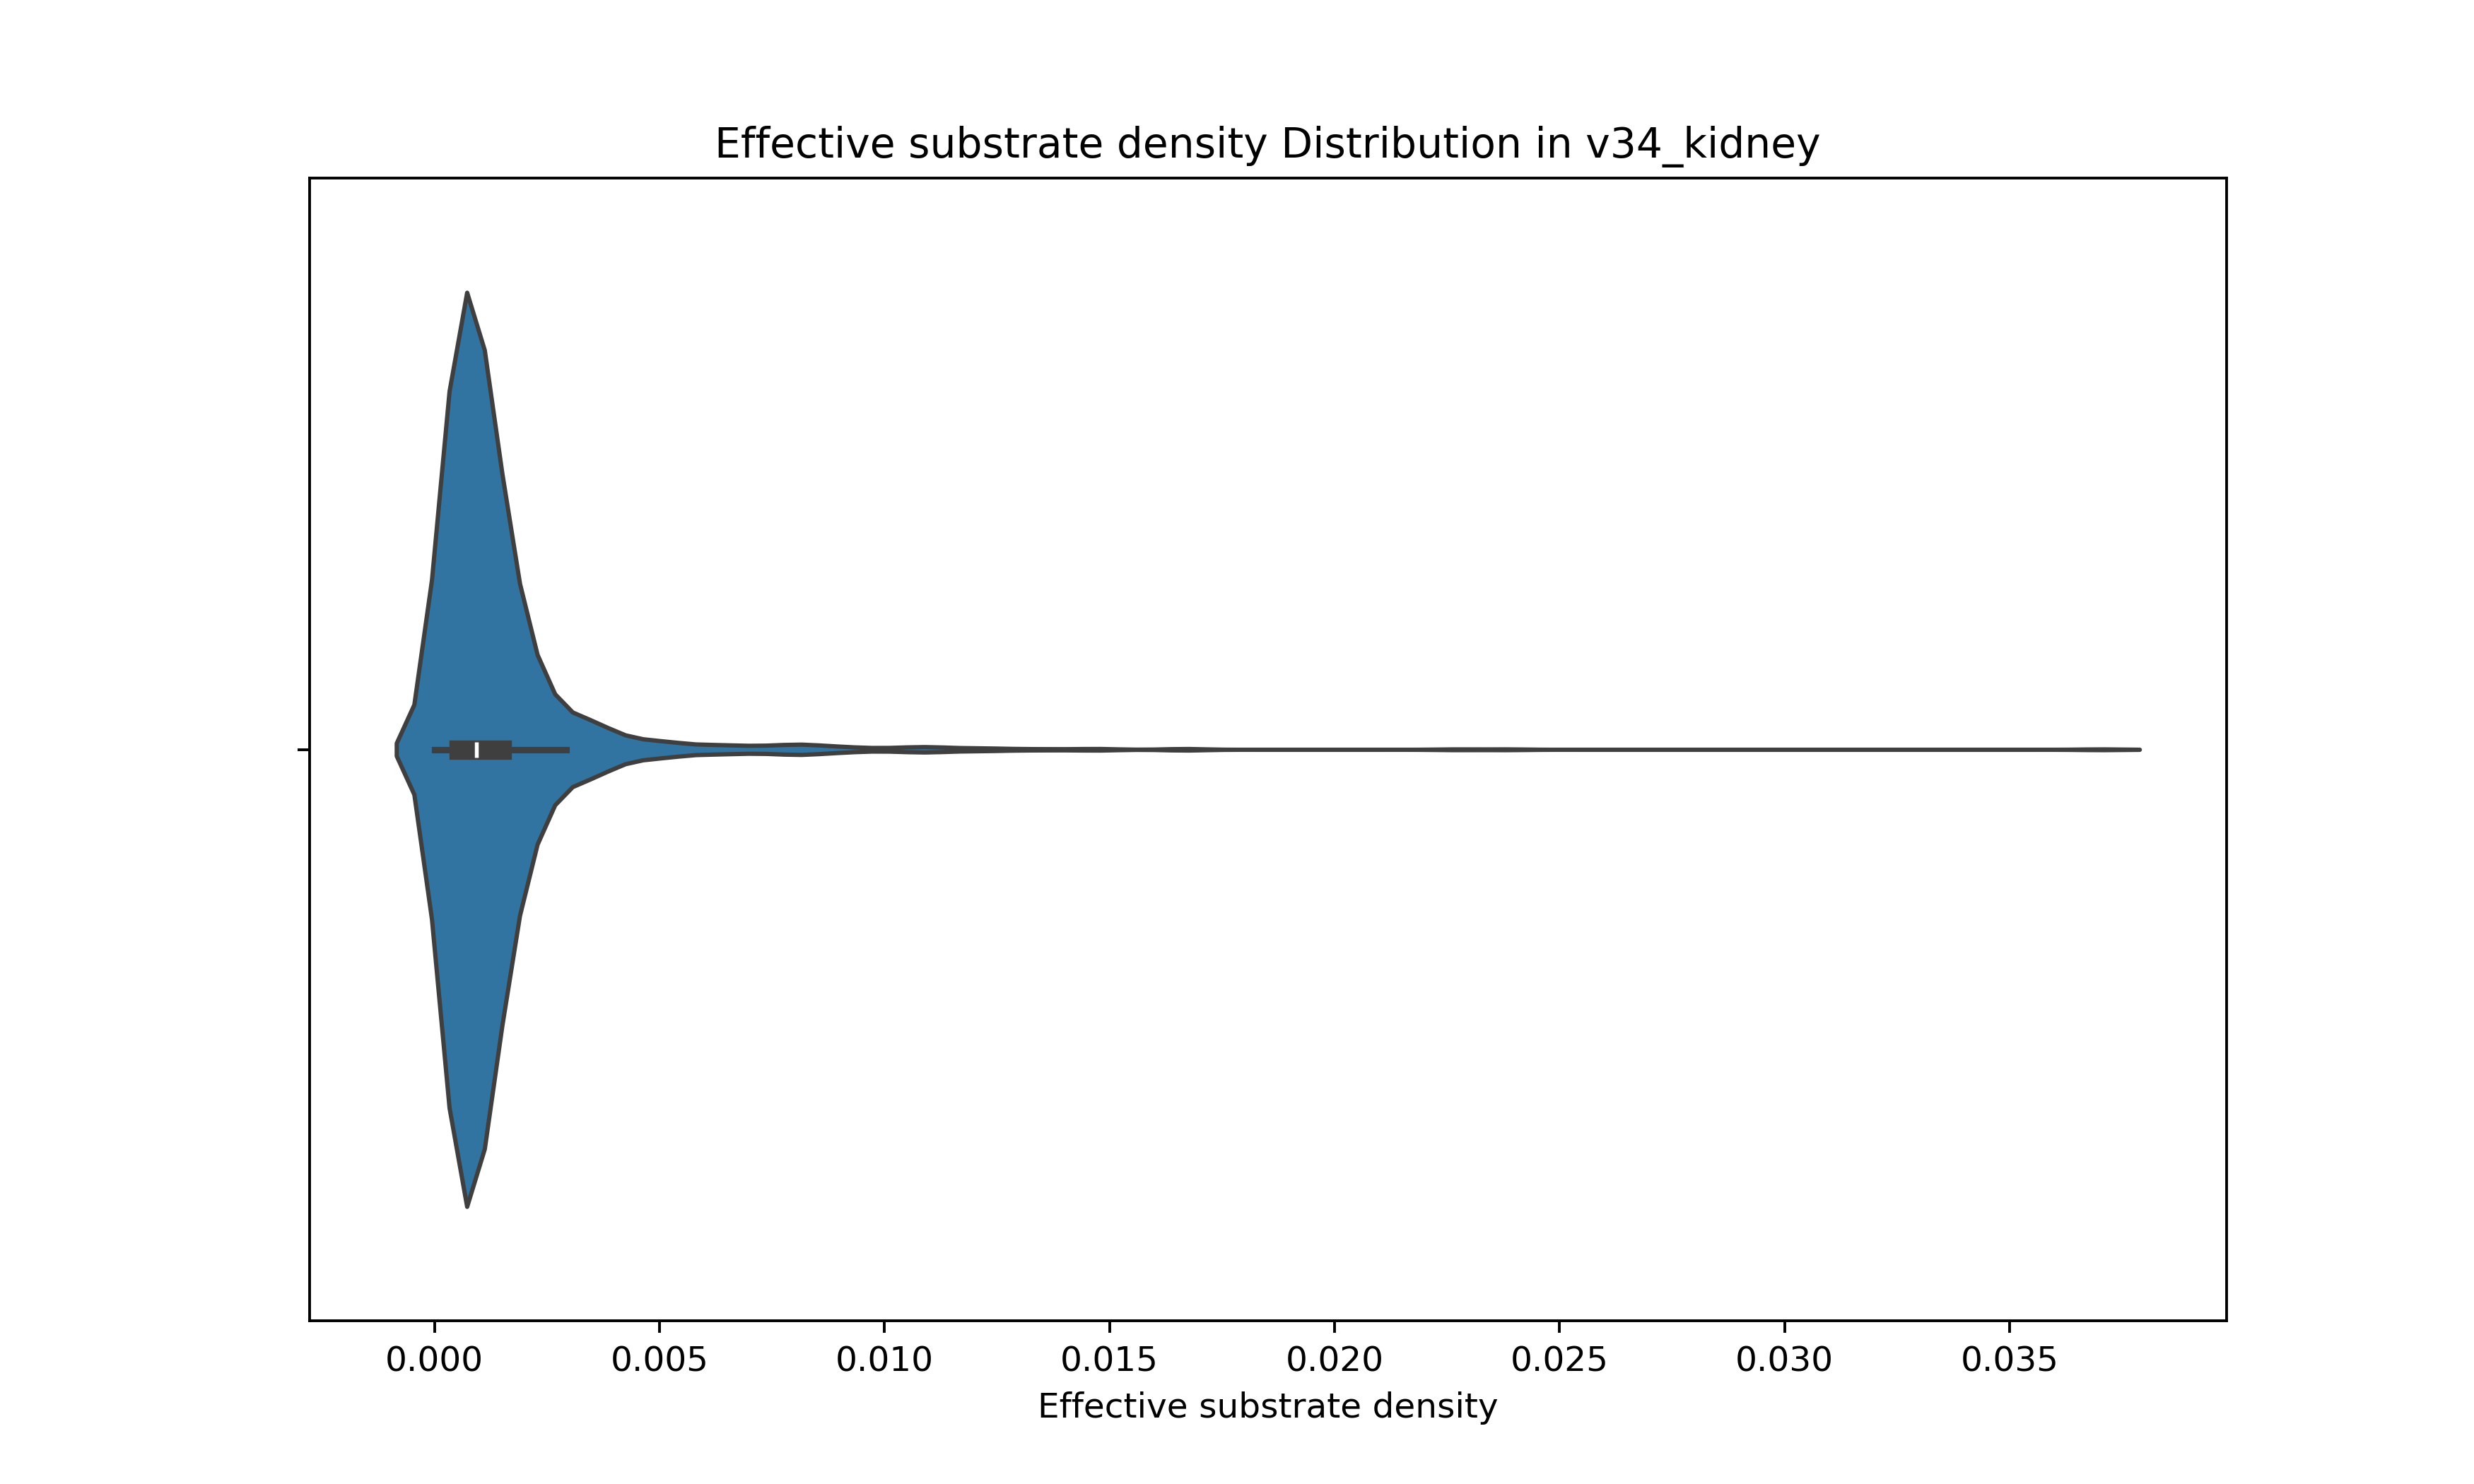 Effective substrate density Distribution in v34_kidney
0.000 0.005 0.010 0.015 0.020 0.025 0.030 0.035
Effective substrate density